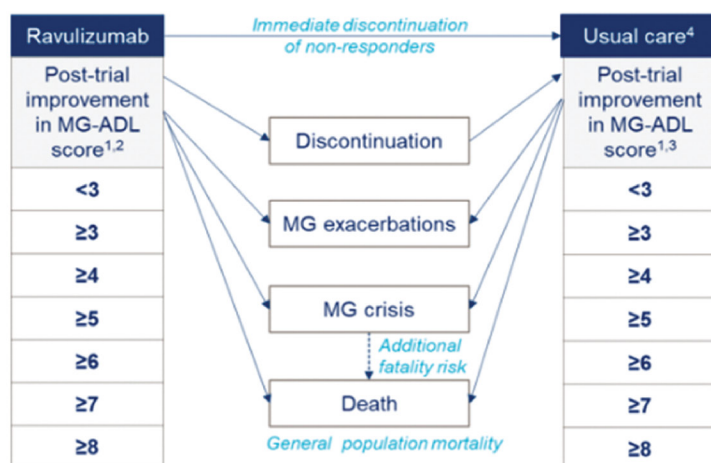 Ravulizumab
Immediate discontinuation
of non-responders
Usual care⁴
Post-trial
improvement
in MG-ADL
score¹,²
Post-trial
improvement
in MG-ADL
score¹,³
Discontinuation
<3
<3
MG exacerbations
≥3
≥3
≥4
≥4
MG crisis
≥5
≥5
Additional
fatality risk
≥6
≥6
Death
≥7
≥7
General population mortality
≥8
≥8